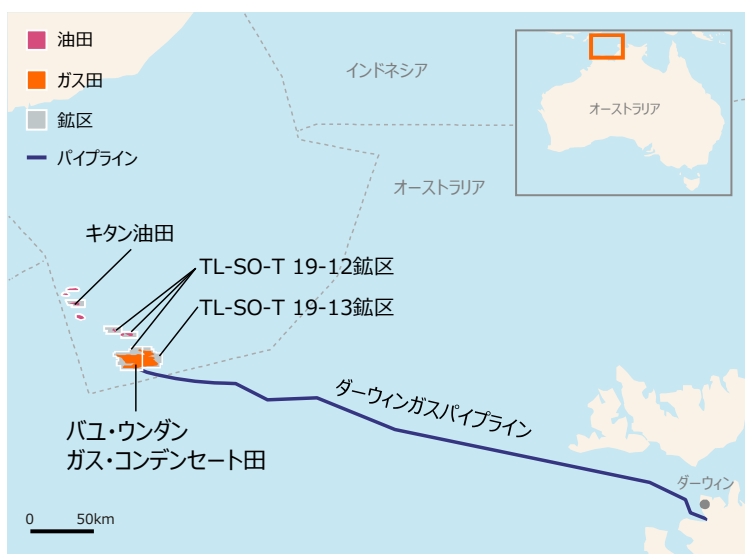 油田
ガス田
鉱区
パイプライン
インドネシア
オーストラリア
オーストラリア
キタン油田
TL-SO-T 19-12鉱区
TL-SO-T 19-13鉱区
バユ・ウンダン
ガス・コンデンセート田
ダーウィンガスパイプライン
ダーウィン
0 50km